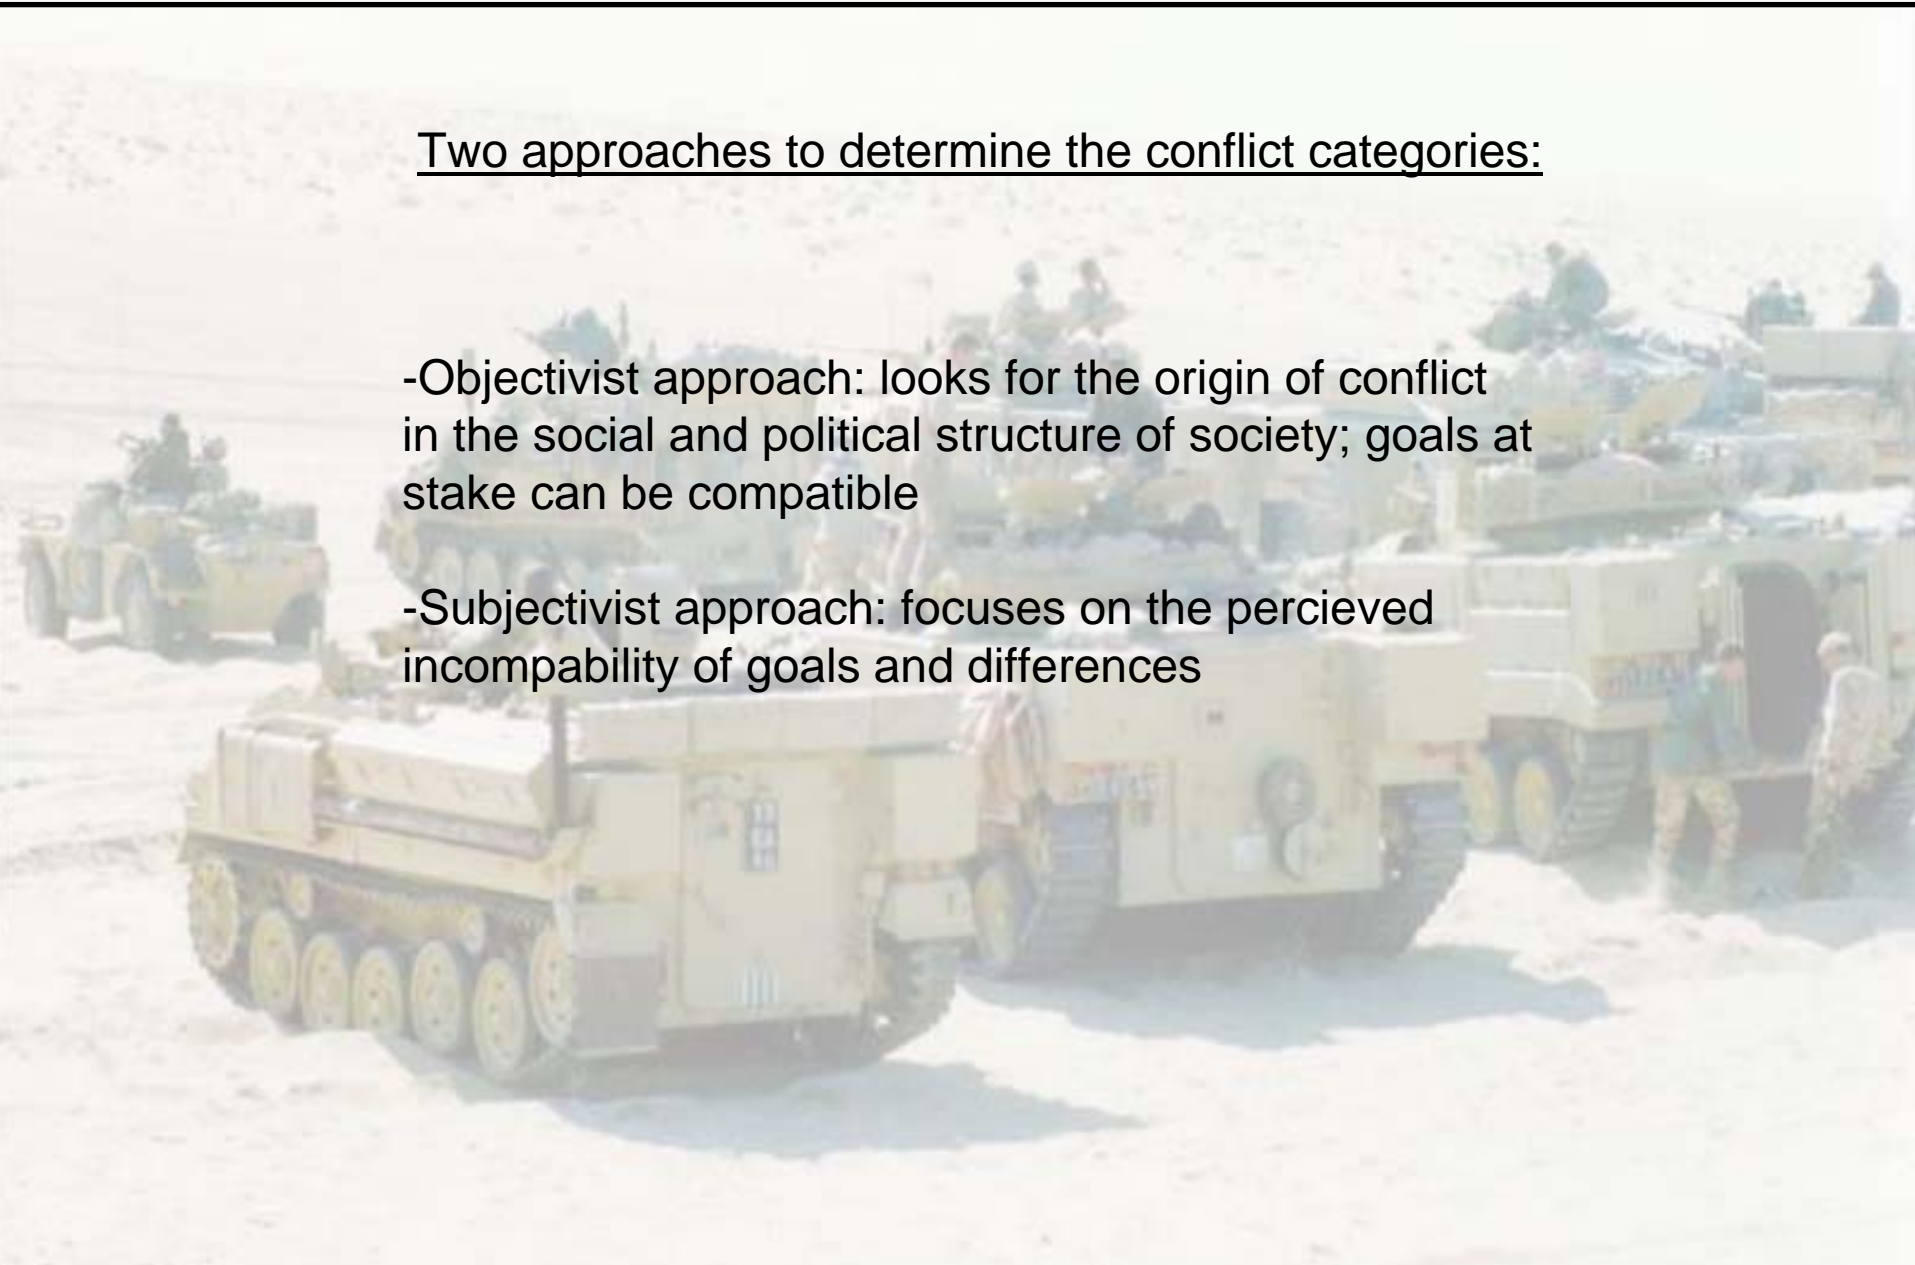 Two approaches to determine the conflict categories:
-Objectivist approach: looks for the origin of conflict
in the social and political structure of society; goals at
stake can be compatible
-Subjectivist approach: focuses on the percieved
incompability of goals and differences